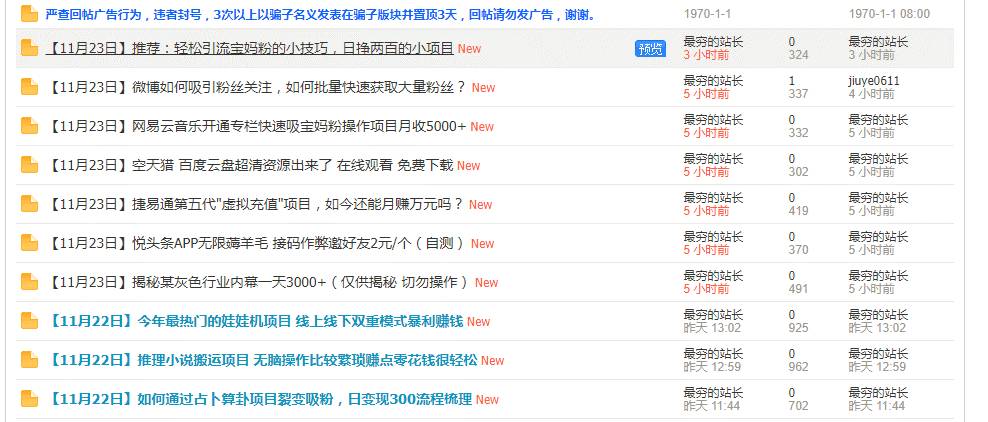 严查回帖广告行为，违者封号，3次以上以骗子名义发表在骗子版块并置顶3天，回帖请勿发广告，谢谢。 1970-1-1 1970-1-1 08:00
【11月23日】推荐：轻松引流宝妈粉的小技巧，日挣两百的小项目 New 预览 最穷的站长 0 最穷的站长
3 小时前 324 3 小时前
【11月23日】微博如何吸引粉丝关注，如何批量快速获取大量粉丝？ New 最穷的站长 1 jiuye0611
5 小时前 337 4 小时前
【11月23日】网易云音乐开通专栏快速吸宝妈粉操作项目月收5000+ New 最穷的站长 0 最穷的站长
5 小时前 332 5 小时前
【11月23日】空天猎 百度云盘超清资源出来了 在线观看 免费下载 New 最穷的站长 0 最穷的站长
5 小时前 302 5 小时前
【11月23日】捷易通第五代"虚拟充值"项目，如今还能月赚万元吗？ New 最穷的站长 0 最穷的站长
5 小时前 419 5 小时前
【11月23日】悦头条APP无限薅羊毛 接码作弊邀好友2元/个（自测） New 最穷的站长 0 最穷的站长
5 小时前 370 5 小时前
【11月23日】揭秘某灰色行业内幕一天3000+（仅供揭秘 切勿操作） New 最穷的站长 0 最穷的站长
5 小时前 491 5 小时前
【11月22日】今年最热门的娃娃机项目 线上线下双重模式暴利赚钱 New 最穷的站长 0 最穷的站长
昨天 13:02 925 昨天 13:02
【11月22日】推理小说搬运项目 无脑操作比较繁琐赚点零花钱很轻松 New 最穷的站长 0 最穷的站长
昨天 12:59 962 昨天 12:59
【11月22日】如何通过占卜算卦项目裂变吸粉，日变现300流程梳理 New 最穷的站长 0 最穷的站长
昨天 11:44 702 昨天 11:44